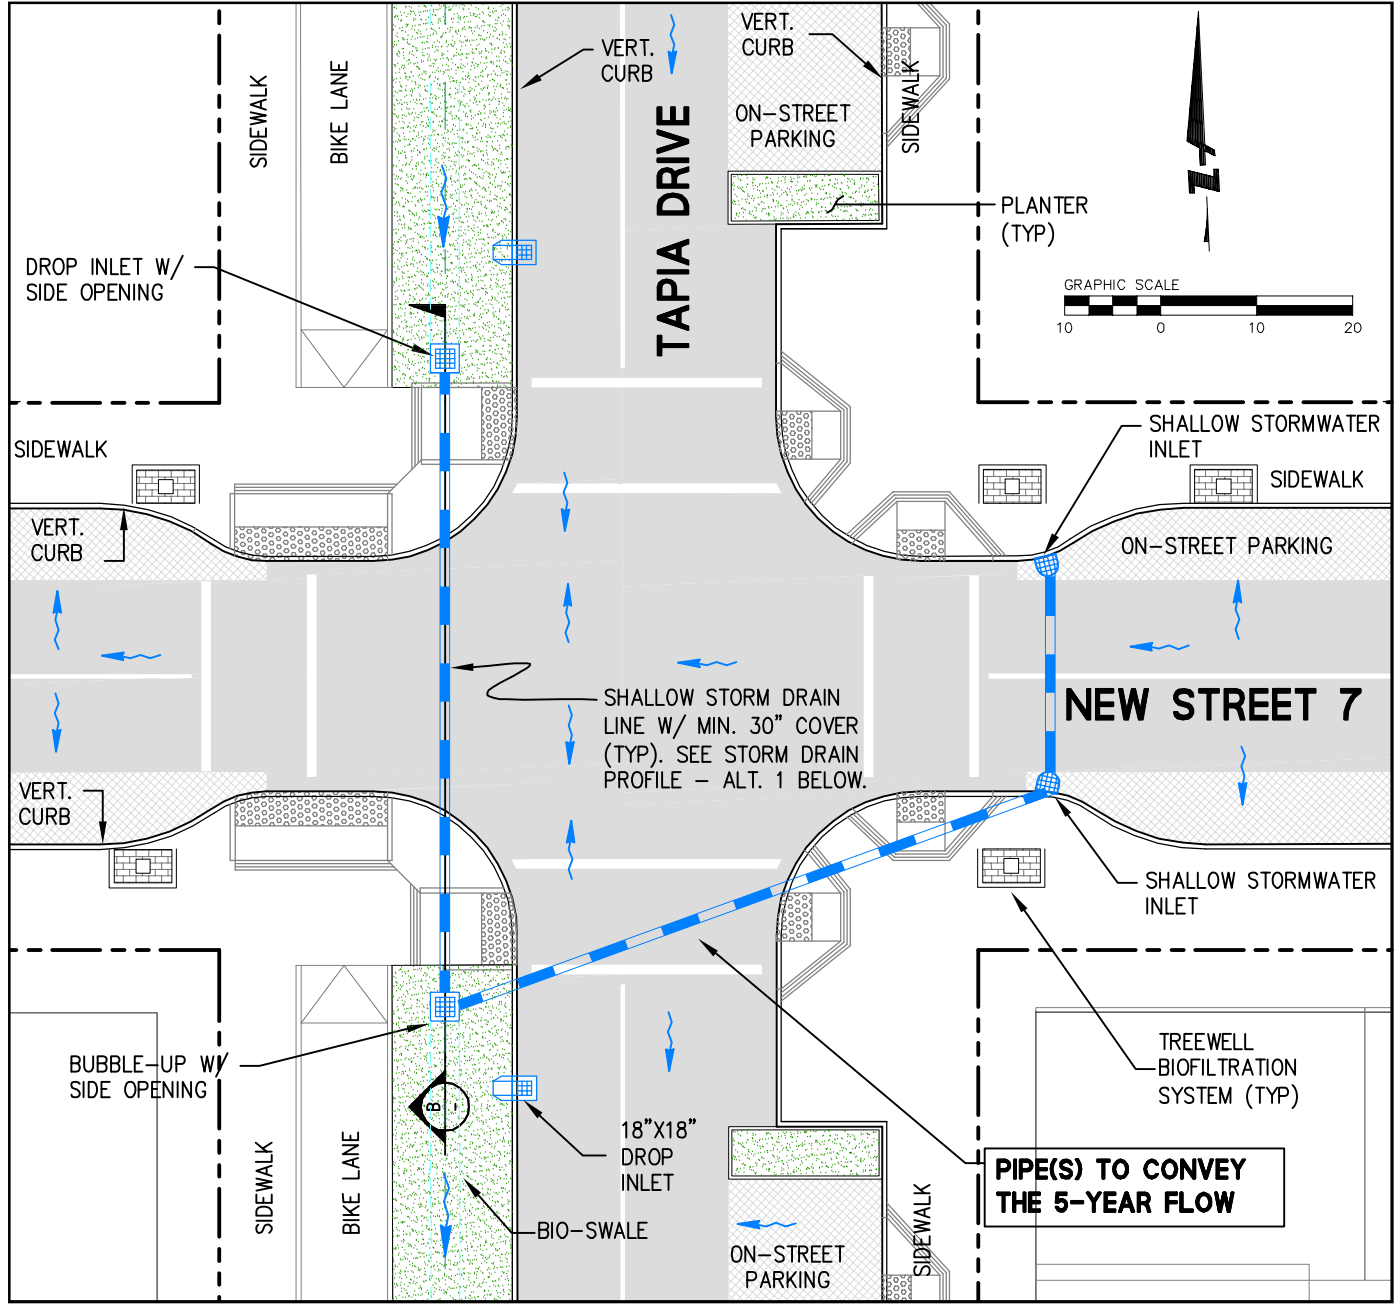 VERT.
CURB
VERT.
CURB
SIDEWALK
BIKE LANE
TAPIA DRIVE
ON-STREET
PARKING
SIDEWALK
PLANTER
(TYP)
DROP INLET W/
SIDE OPENING
GRAPHIC SCALE
10 0 10 20
SIDEWALK
SHALLOW STORMWATER
INLET
SIDEWALK
VERT.
CURB
ON-STREET PARKING
SHALLOW STORM DRAIN
LINE W/ MIN. 30" COVER
(TYP). SEE STORM DRAIN
PROFILE - ALT. 1 BELOW.
NEW STREET 7
VERT.
CURB
SHALLOW STORMWATER
INLET
BUBBLE-UP W/
SIDE OPENING
B
-
TREEWELL
BIOFILTRATION
SYSTEM (TYP)
18"X18"
DROP
INLET
SIDEWALK
BIKE LANE
BIO-SWALE
ON-STREET
PARKING
SIDEWALK
PIPE(S) TO CONVEY
THE 5-YEAR FLOW
Z